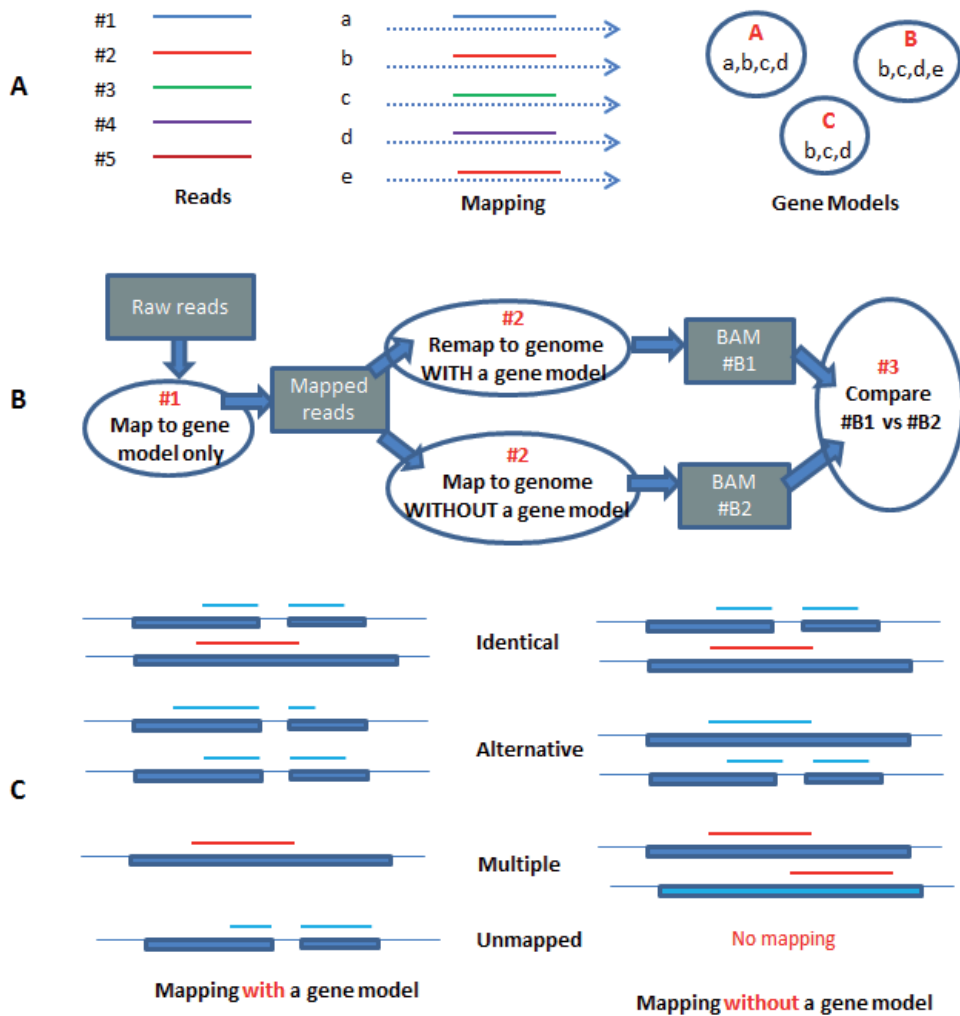 A
#1
#2
#3
#4
#5
Reads
a
b
c
d
e
Mapping
A
a,b,c,d
B
b,c,d,e
C
b,c,d
Gene Models
B
Raw reads
#1
Map to gene
model only
Mapped
reads
#2
Remap to genome
WITH a gene model
#2
Map to genome
WITHOUT a gene model
BAM
#B1
BAM
#B2
#3
Compare
#B1 vs #B2
C
Identical
Alternative
Multiple
Unmapped
No mapping
Mapping with a gene model
Mapping without a gene model